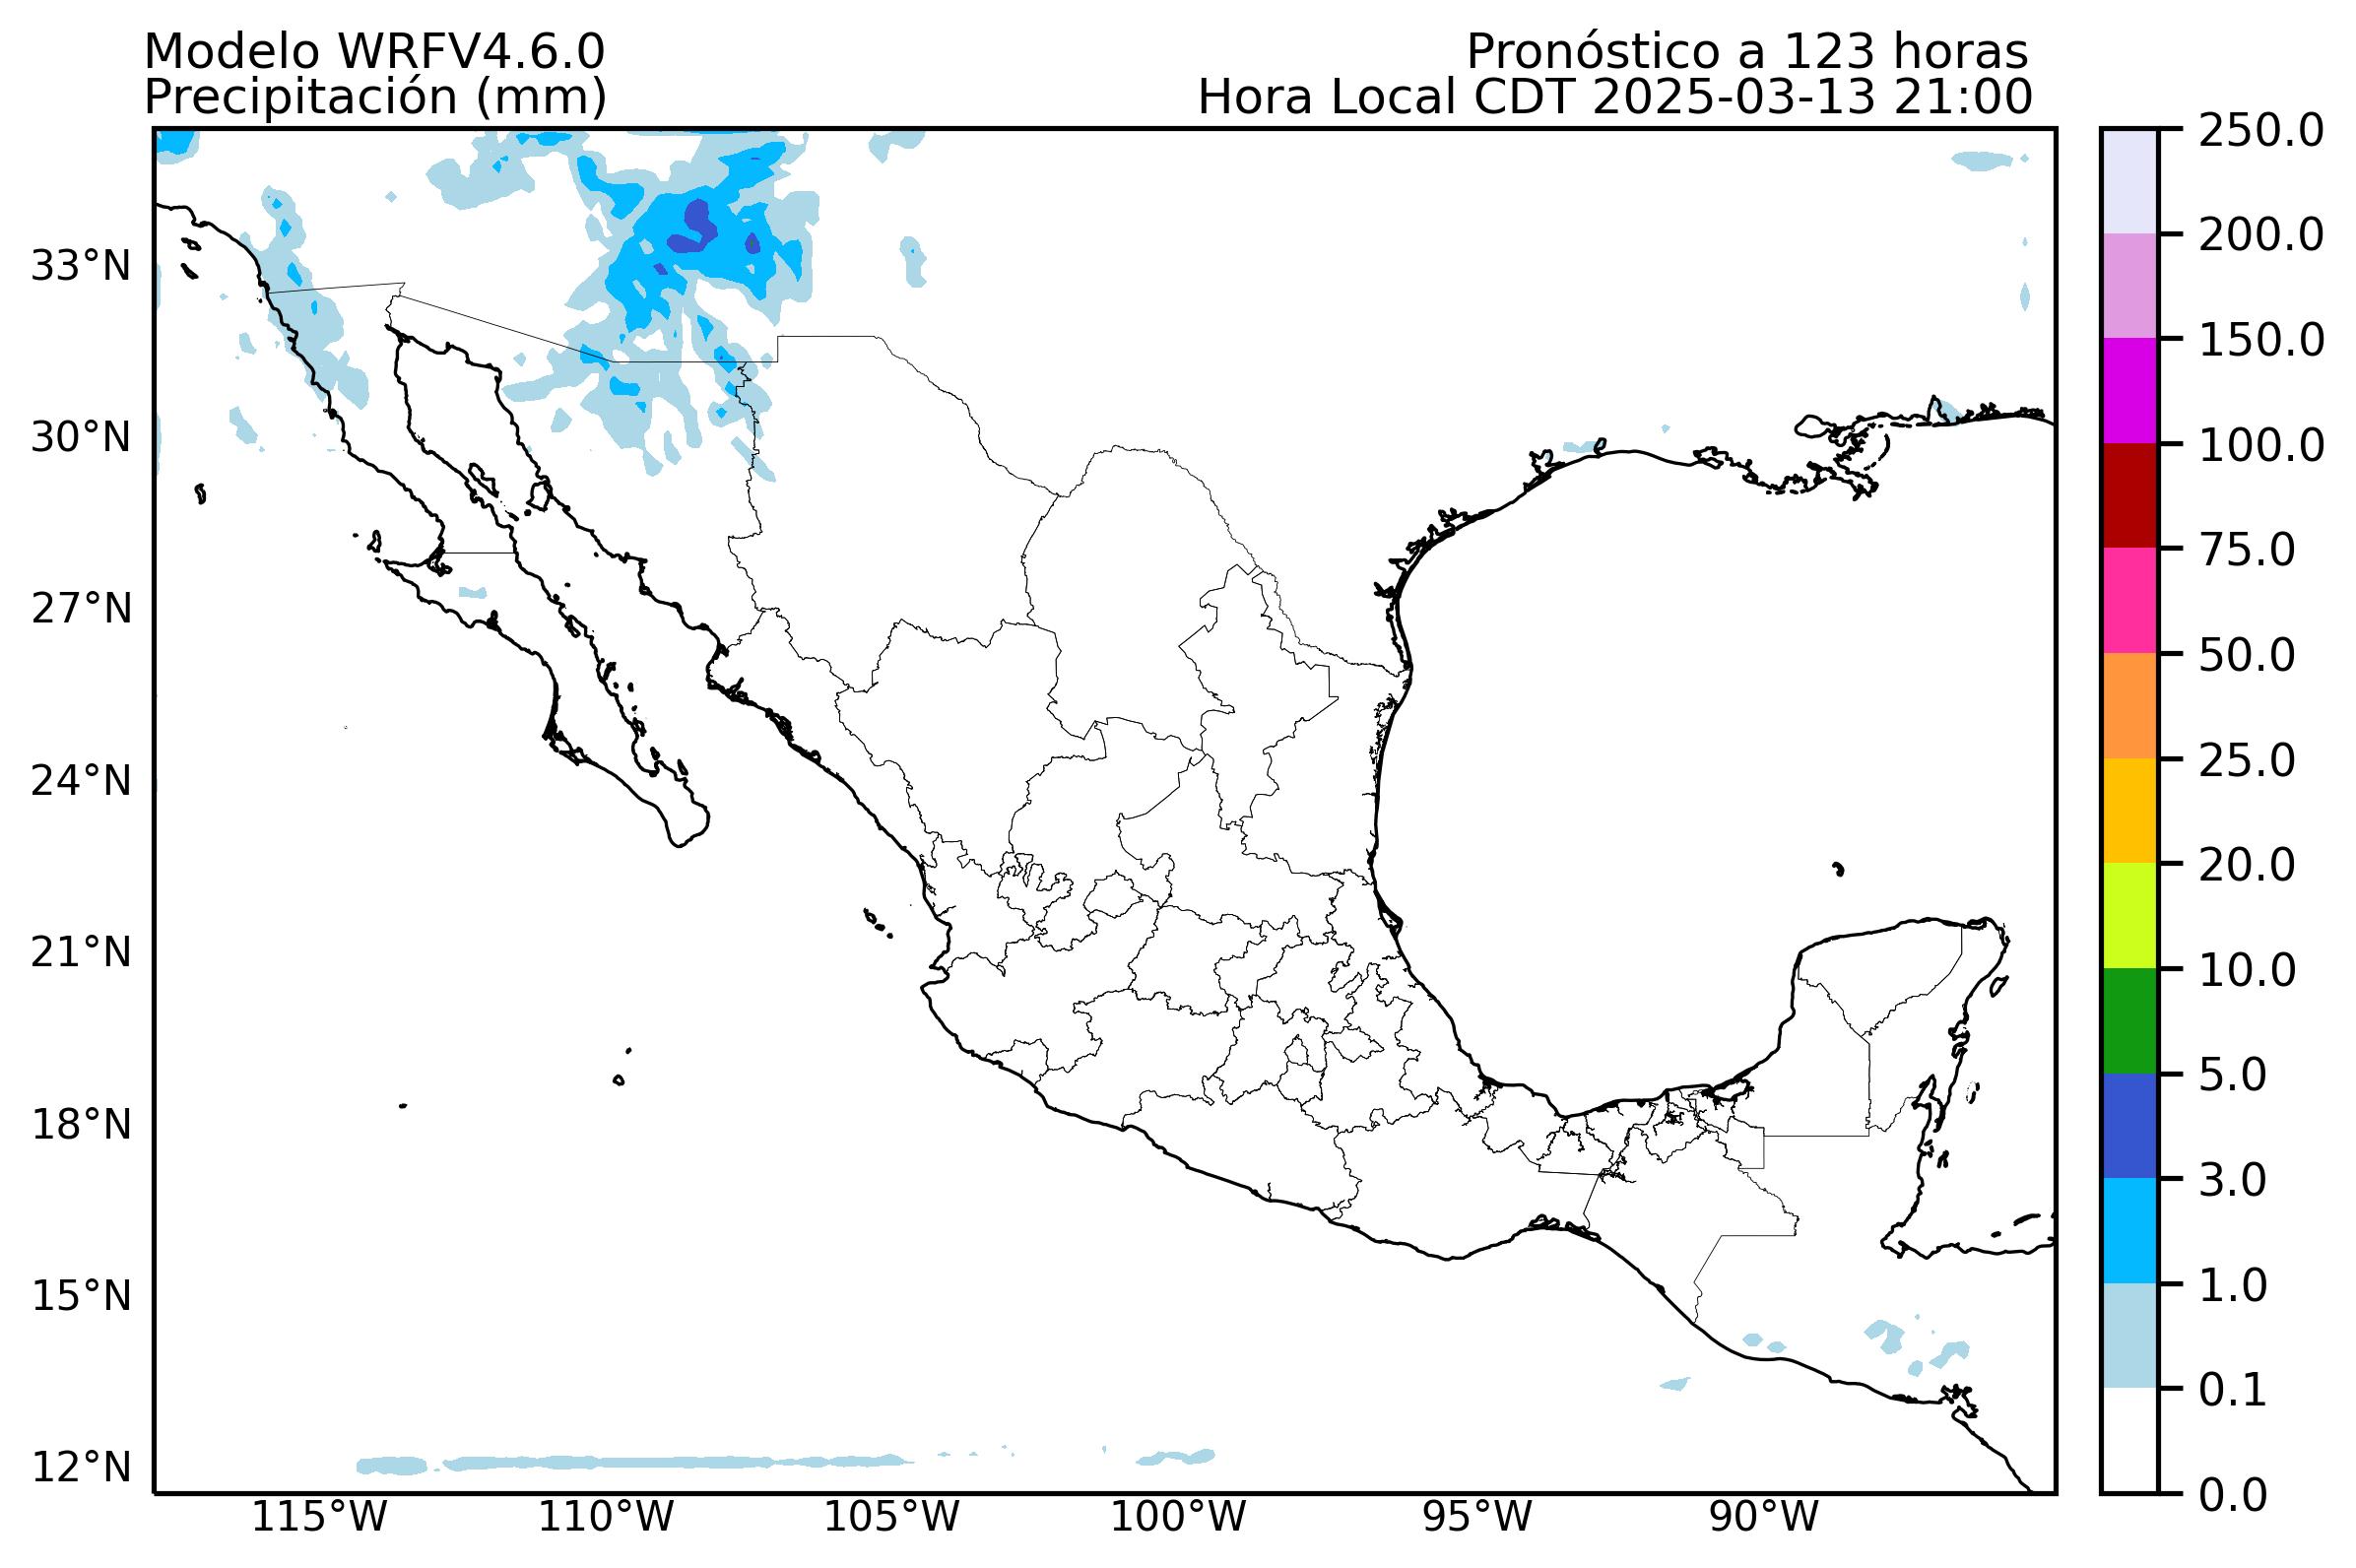 Modelo WRFV4.6.0
Precipitación (mm)
Pronóstico a 123 horas
Hora Local CDT 2025-03-13 21:00
33°N
30°N
27°N
24°N
21°N
18°N
15°N
12°N
115°W
110°W
105°W
100°W
95°W
90°W
250.0
200.0
150.0
100.0
75.0
50.0
25.0
20.0
10.0
5.0
3.0
1.0
0.1
0.0